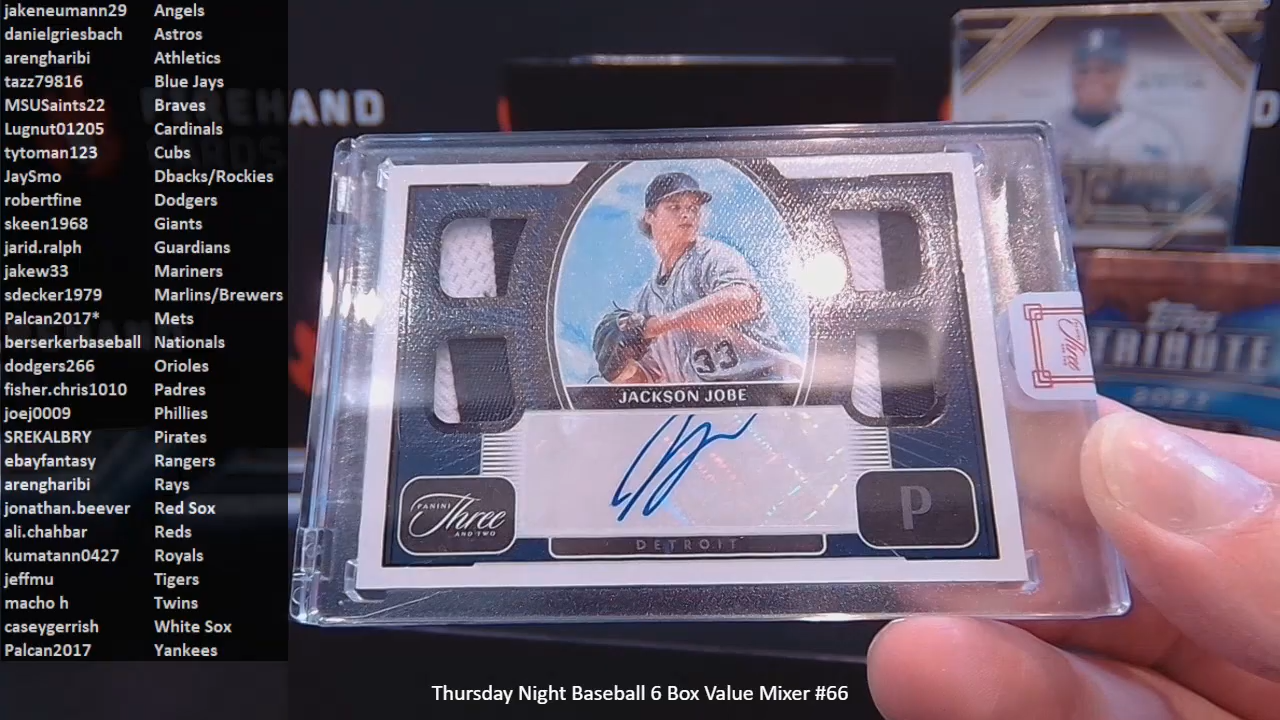 jakeneumann29 Angels
danielgriesbach Astros
arengharibi Athletics
tazz79816 Blue Jays
MSUSaints22 Braves
Lugnut01205 Cardinals
tytoman123 Cubs
JaySmo Dbacks/Rockies
robertfine Dodgers
skeen1968 Giants
jarid.ralph Guardians
jakew33 Mariners
sdecker1979 Marlins/Brewers
Palcan2017* Mets
berserkerbaseball Nationals
dodgers266 Orioles
fisher.chris1010 Padres
joej0009 Phillies
SREKALBRY Pirates
ebayfantasy Rangers
arengharibi Rays
jonathan.beever Red Sox
ali.chahbar Reds
kumatann0427 Royals
jeffmu Tigers
macho h Twins
caseygerrish White Sox
Palcan2017 Yankees
33
JACKSON JOBE
PANINI
Three
AND TWO
DETROIT
P
Three
Topps
TRIBUTE
Thursday Night Baseball 6 Box Value Mixer #66